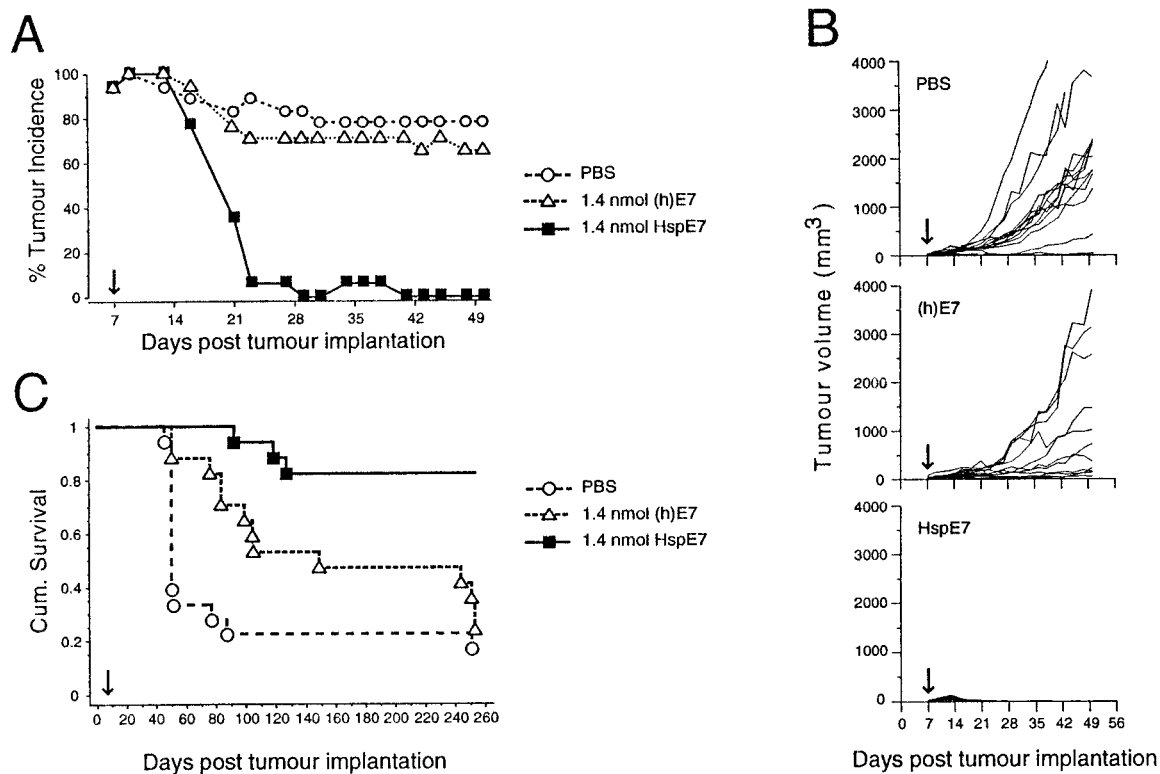 A
% Tumour Incidence
100
80
60
40
20
0
7 14 21 28 35 42 49
Days post tumour implantation
PBS
1.4 nmol (h)E7
1.4 nmol HspE7
B
Tumour volume (mm3)
PBS
4000
3000
2000
1000
0
(h)E7
4000
3000
2000
1000
0
HspE7
4000
3000
2000
1000
0
0 7 14 21 28 35 42 49 56
Days post tumour implantation
C
Cum. Survival
1
0.8
0.6
0.4
0.2
0
0 20 40 60 80 100 120 140 160 180 200 220 240 260
Days post tumour implantation
PBS
1.4 nmol (h)E7
1.4 nmol HspE7